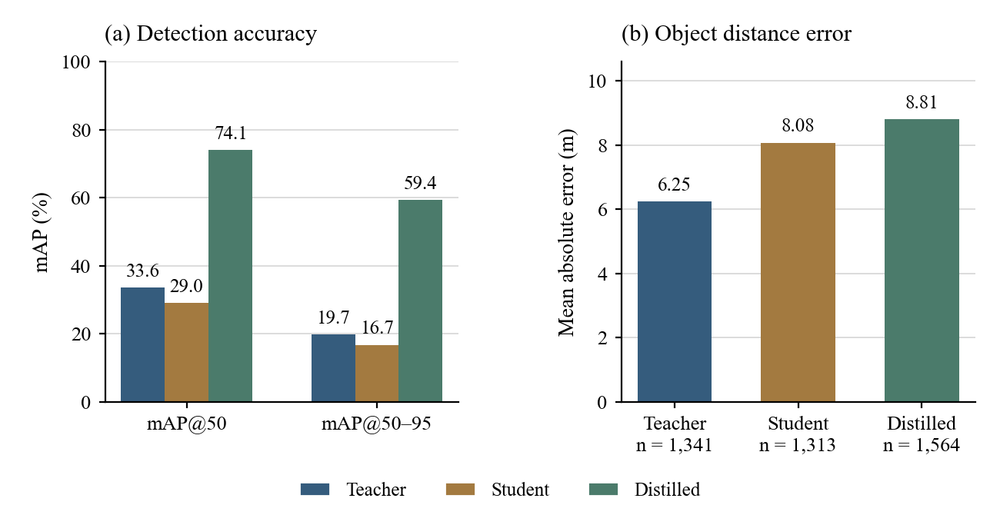 (a) Detection accuracy
mAP (%)
100
80
60
40
20
0
33.6
29.0
74.1
19.7
16.7
59.4
mAP@50
mAP@50–95
(b) Object distance error
Mean absolute error (m)
10
8
6
4
2
0
6.25
8.08
8.81
Teacher
n = 1,341
Student
n = 1,313
Distilled
n = 1,564
Teacher
Student
Distilled